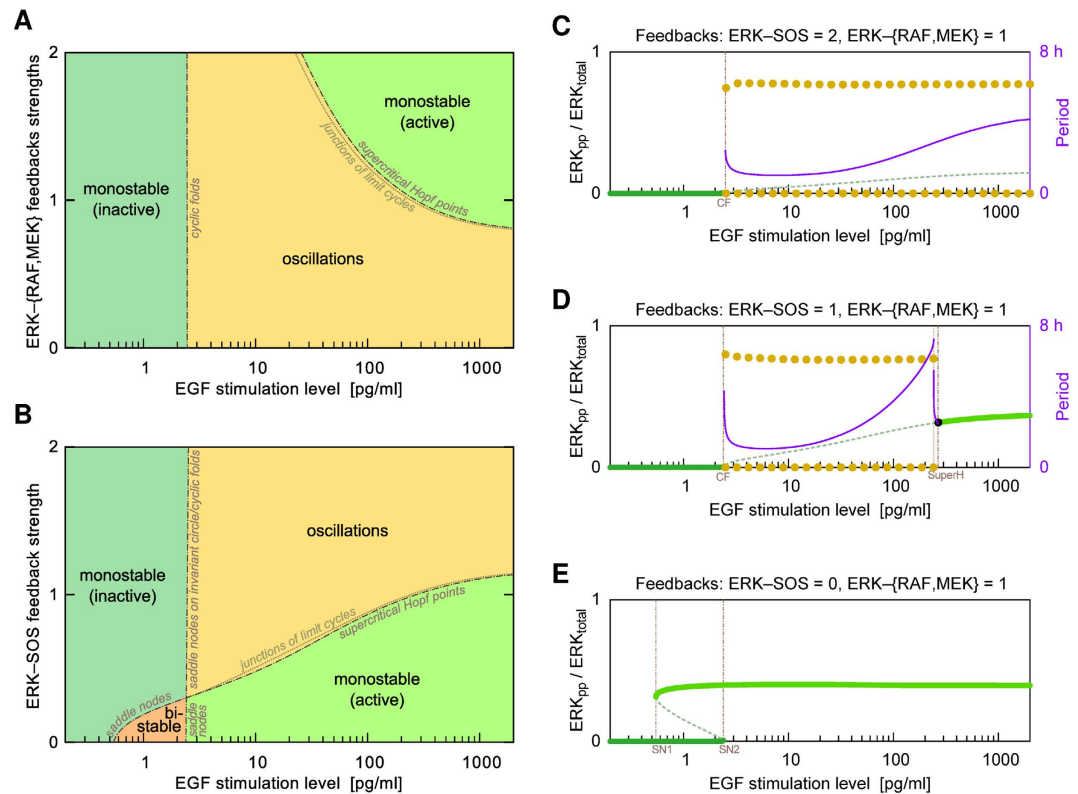 A
ERK–{RAF,MEK} feedbacks strengths
2
1
0
monostable
(inactive)
cyclic folds
oscillations
monostable
(active)
supercritical Hopf points
junctions of limit cycles
1 10 100 1000
EGF stimulation level [pg/ml]
B
ERK–SOS feedback strength
2
1
0
monostable
(inactive)
saddle nodes on invariant circle/cyclic folds
oscillations
junctions of limit cycles
supercritical Hopf points
monostable
(active)
saddle nodes
bi-
stable
saddle
nodes
1 10 100 1000
EGF stimulation level [pg/ml]
C
Feedbacks: ERK–SOS = 2, ERK–{RAF,MEK} = 1
ERKpp / ERKtotal
1
0
8 h
Period
0
CF
1 10 100 1000
EGF stimulation level [pg/ml]
D
Feedbacks: ERK–SOS = 1, ERK–{RAF,MEK} = 1
ERKpp / ERKtotal
1
0
8 h
Period
0
CF
SuperH
1 10 100 1000
EGF stimulation level [pg/ml]
E
Feedbacks: ERK–SOS = 0, ERK–{RAF,MEK} = 1
ERKpp / ERKtotal
1
0
SN1
SN2
1 10 100 1000
EGF stimulation level [pg/ml]